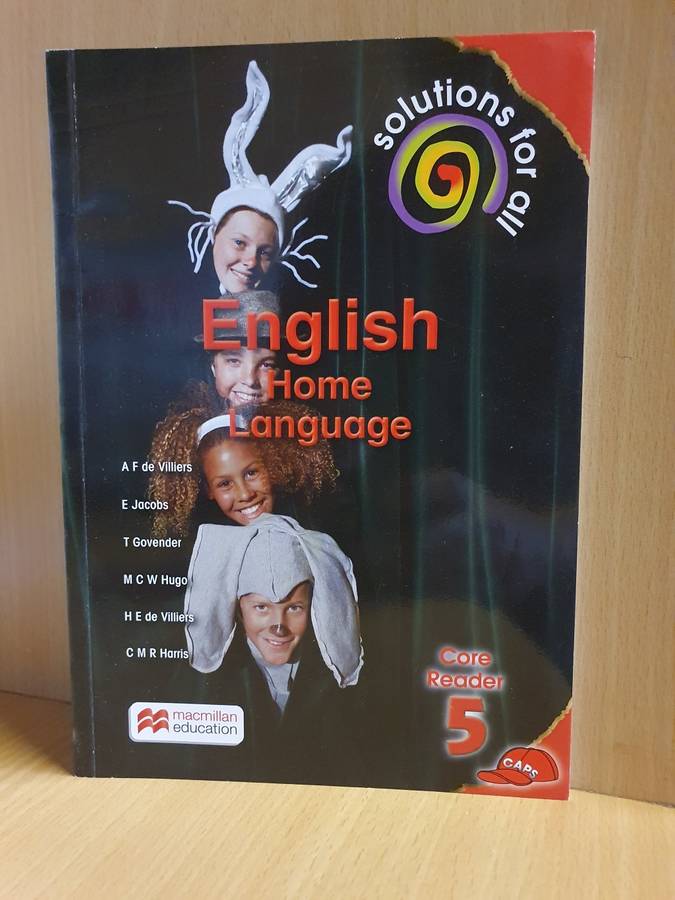 solutions for all
English
Home
Language
A F de Villiers
E Jacobs
T Govender
M C W Hugo
H E de Villiers
C M R Harris
Core
Reader
5
CAPS
macmillan
education